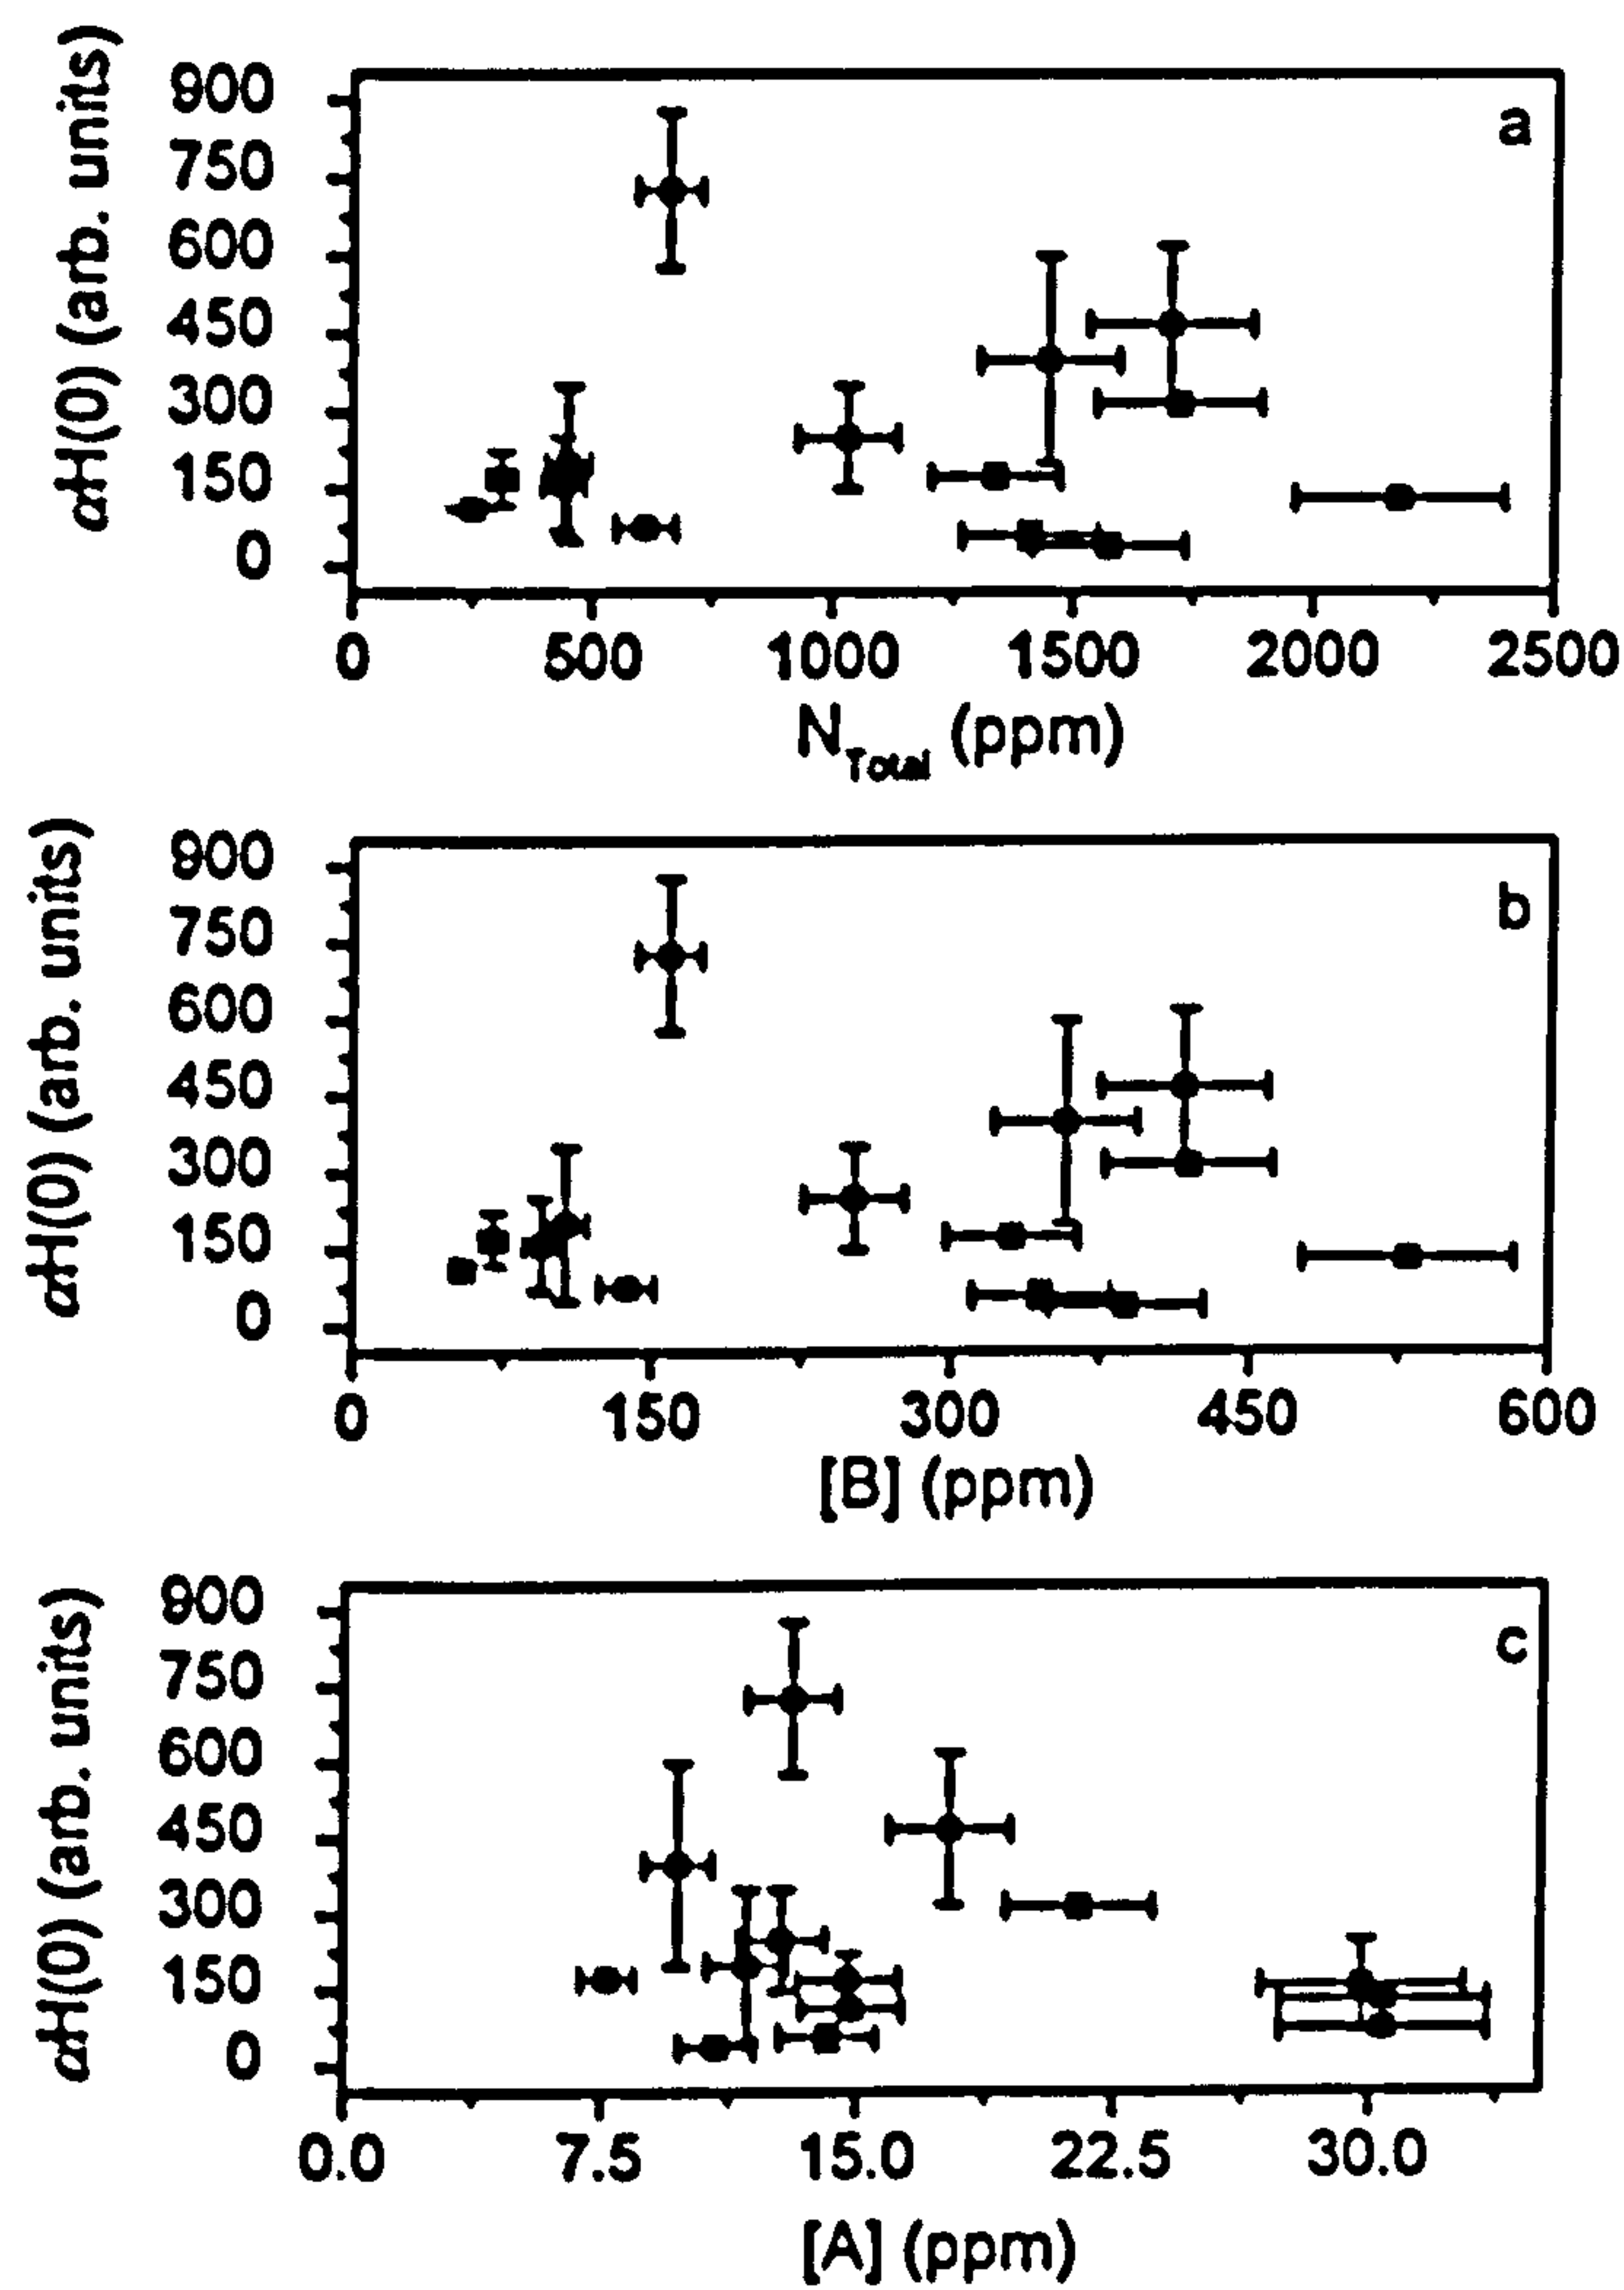 αH(0) (arb. units)
900
750
600
450
300
150
0
a
0 500 1000 1500 2000 2500
N_Total (ppm)
αH(0) (arb. units)
900
750
600
450
300
150
0
b
0 150 300 450 600
[B] (ppm)
αH(0) (arb. units)
900
750
600
450
300
150
0
c
0.0 7.5 15.0 22.5 30.0
[A] (ppm)